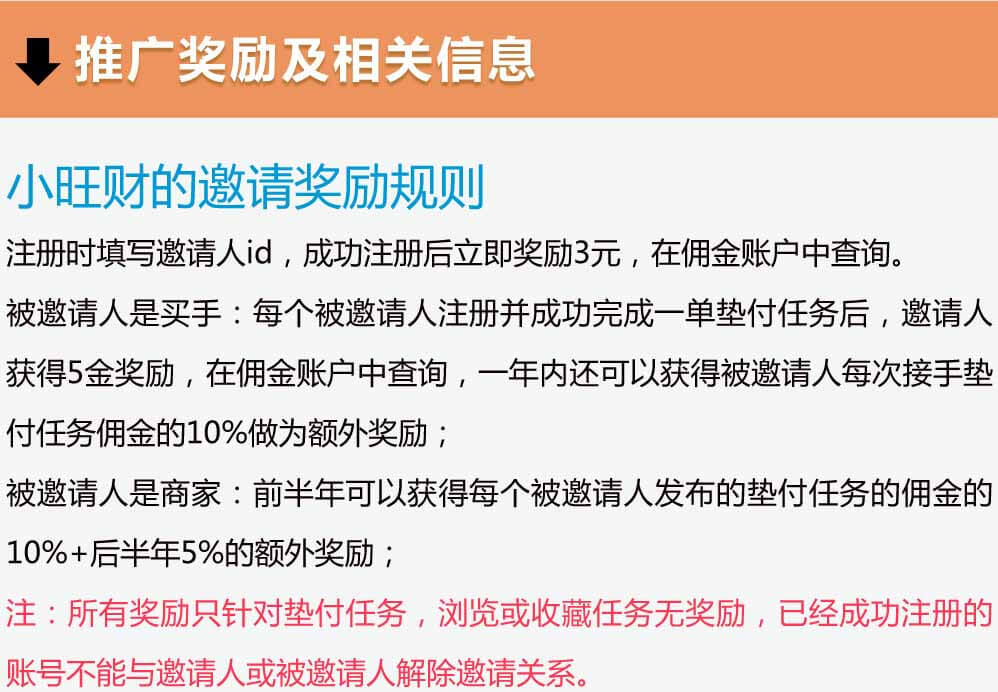 推广奖励及相关信息
小旺财的邀请奖励规则
注册时填写邀请人id，成功注册后立即奖励3元，在佣金账户中查询。
被邀请人是买手：每个被邀请人注册并成功完成一单垫付任务后，邀请人
获得5金奖励，在佣金账户中查询，一年内还可以获得被邀请人每次接手垫
付任务佣金的10%做为额外奖励；
被邀请人是商家：前半年可以获得每个被邀请人发布的垫付任务的佣金的
10%+后半年5%的额外奖励；
注：所有奖励只针对垫付任务，浏览或收藏任务无奖励，已经成功注册的
账号不能与邀请人或被邀请人解除邀请关系。